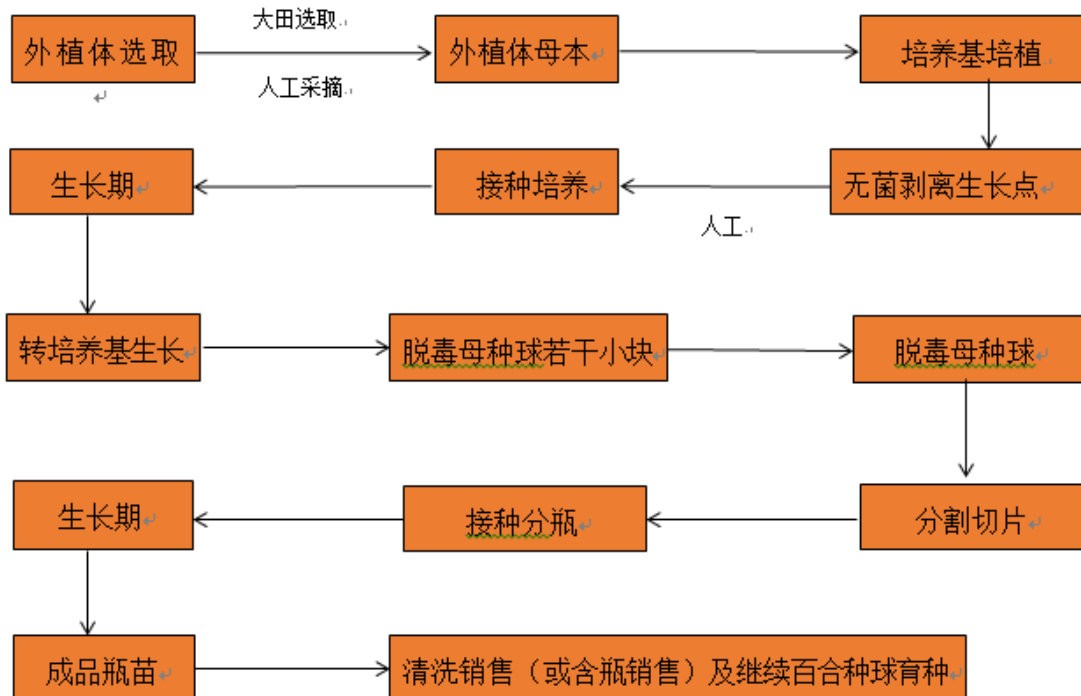 大田选取
外植体选取
外植体母本
培养基培植
人工采摘
生长期
接种培养
无菌剥离生长点
人工
转培养基生长
脱毒母种球若干小块
脱毒母种球
生长期
接种分瓶
分割切片
成品瓶苗
清洗销售（或含瓶销售）及继续百合种球育种